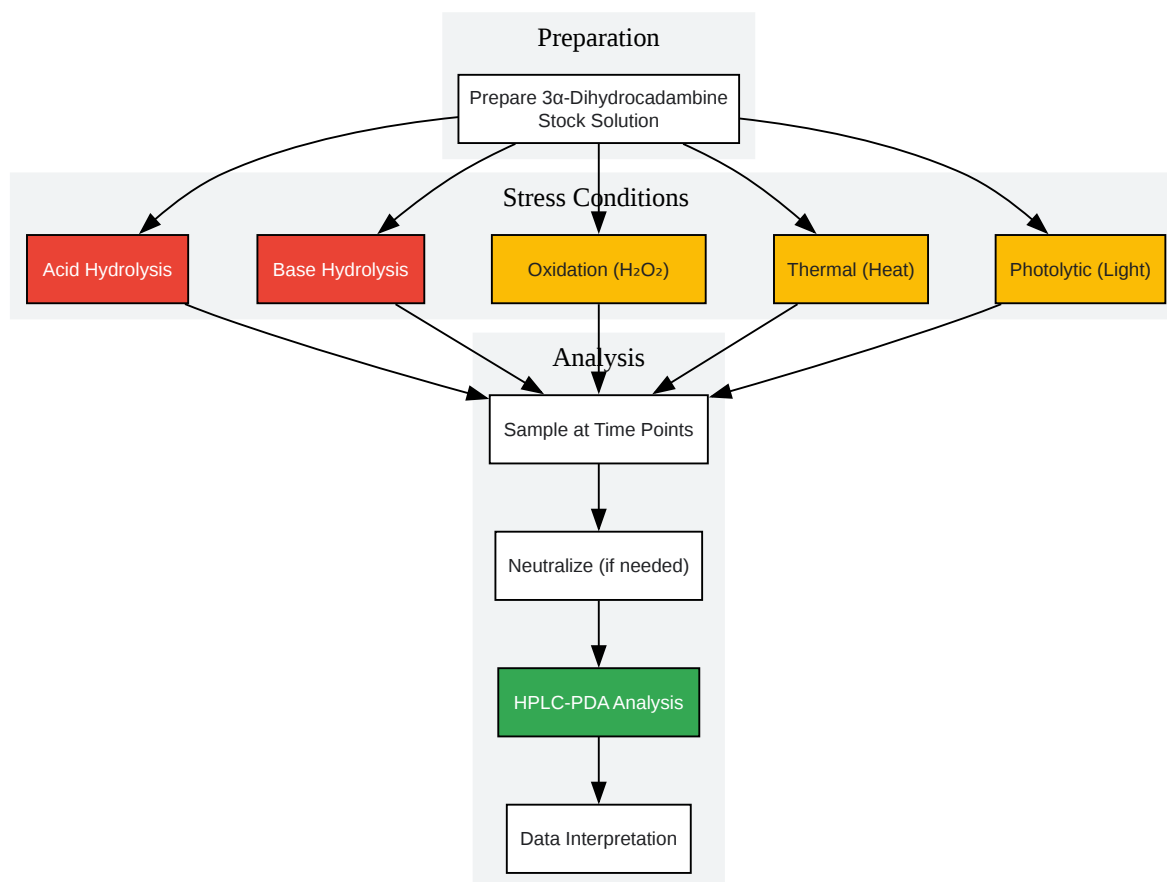 Preparation
Prepare 3α-Dihydrocadambine
Stock Solution
Stress Conditions
Acid Hydrolysis
Base Hydrolysis
Oxidation (H₂O₂)
Thermal (Heat)
Photolytic (Light)
Analysis
Sample at Time Points
Neutralize (if needed)
HPLC-PDA Analysis
Data Interpretation